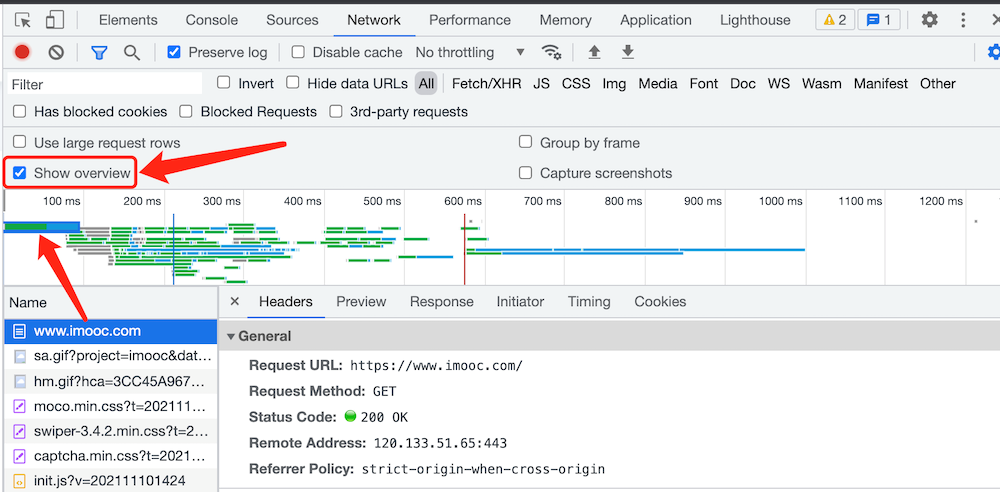 Elements Console Sources Network Performance Memory Application Lighthouse 2 1
Preserve log Disable cache No throttling
Filter Invert Hide data URLs All Fetch/XHR JS CSS Img Media Font Doc WS Wasm Manifest Other
Has blocked cookies Blocked Requests 3rd-party requests
Use large request rows Group by frame
Show overview Capture screenshots
100 ms 200 ms 300 ms 400 ms 500 ms 600 ms 700 ms 800 ms 900 ms 1000 ms 1100 ms 1200 ms
Name Headers Preview Response Initiator Timing Cookies
www.imooc.com
General
sa.gif?project=imooc&dat...
Request URL: https://www.imooc.com/
hm.gif?hca=3CC45A967...
Request Method: GET
moco.min.css?t=202111...
Status Code: 200 OK
swiper-3.4.2.min.css?t=2...
Remote Address: 120.133.51.65:443
captcha.min.css?t=2021...
Referrer Policy: strict-origin-when-cross-origin
init.js?v=202111101424